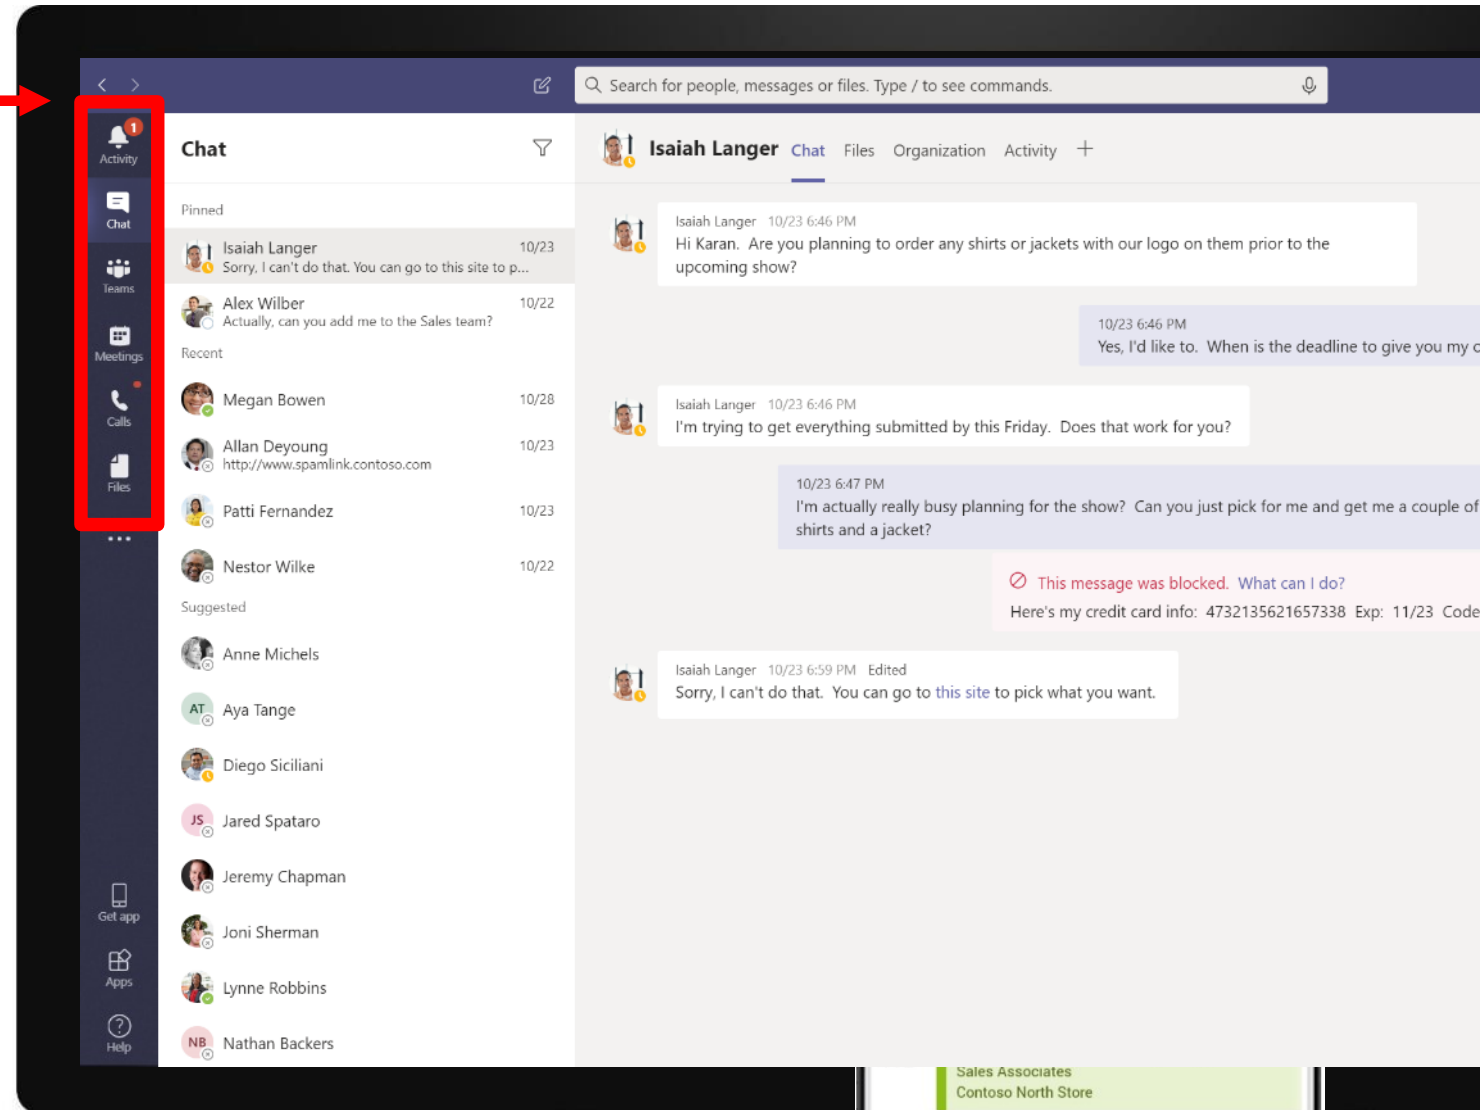 Search for people, messages or files. Type / to see commands.
1
Activity
Chat
Teams
Meetings
Calls
Files
Get app
Apps
Help
Chat
Pinned
Isaiah Langer 10/23
Sorry, I can't do that. You can go to this site to p...
Alex Wilber 10/22
Actually, can you add me to the Sales team?
Recent
Megan Bowen 10/28
Allan Deyoung 10/23
http://www.spamlink.contoso.com
Patti Fernandez 10/23
Nestor Wilke 10/22
Suggested
Anne Michels
AT Aya Tange
Diego Siciliani
JS Jared Spataro
Jeremy Chapman
Joni Sherman
Lynne Robbins
NB Nathan Backers
Isaiah Langer Chat Files Organization Activity
Isaiah Langer 10/23 6:46 PM
Hi Karan. Are you planning to order any shirts or jackets with our logo on them prior to the
upcoming show?
10/23 6:46 PM
Yes, I'd like to. When is the deadline to give you my
Isaiah Langer 10/23 6:46 PM
I'm trying to get everything submitted by this Friday. Does that work for you?
10/23 6:47 PM
I'm actually really busy planning for the show? Can you just pick for me and get me a couple of
shirts and a jacket?
This message was blocked. What can I do?
Here's my credit card info: 4732135621657338 Exp: 11/23 Code
Isaiah Langer 10/23 6:59 PM Edited
Sorry, I can't do that. You can go to this site to pick what you want.
Sales Associates
Contoso North Store